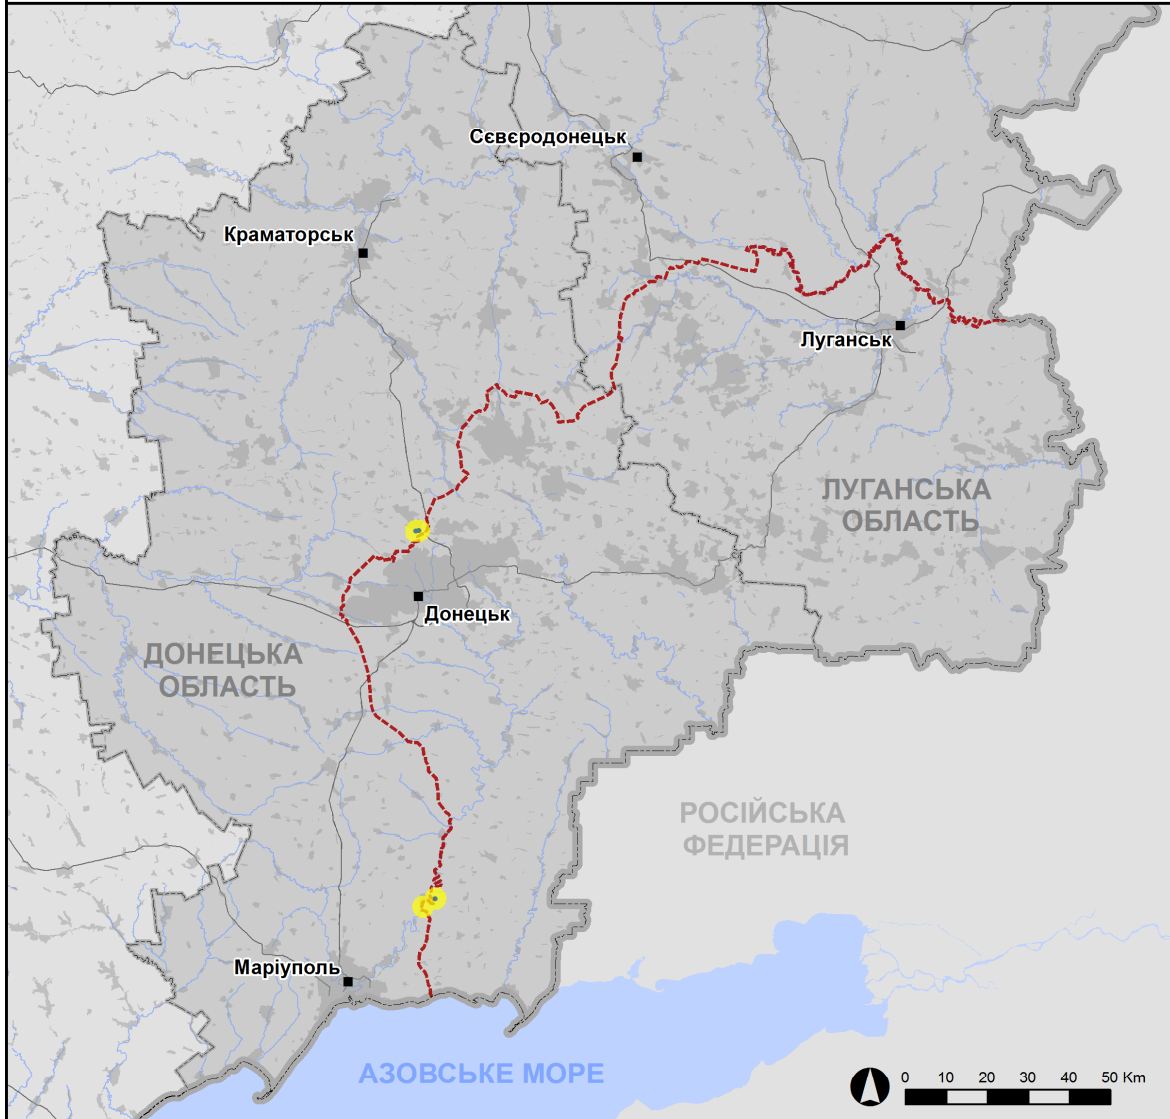 Сєвєродонецьк
Краматорськ
Луганськ
ЛУГАНСЬКА
ОБЛАСТЬ
Донецьк
ДОНЕЦЬКА
ОБЛАСТЬ
РОСІЙСЬКА
ФЕДЕРАЦІЯ
Маріуполь
АЗОВСЬКЕ МОРЕ
0 10 20 30 40 50 Km